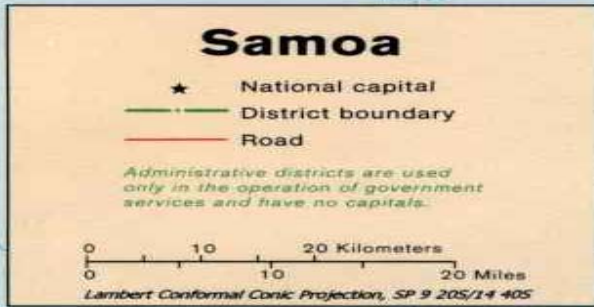 Samoa
National capital
District boundary
Road
Administrative districts are used
only in the operation of government
services and have no capitals.
0 10 20 Kilometers
0 10 20 Miles
Lambert Conformal Conic Projection, SP 9 20S/14 40S